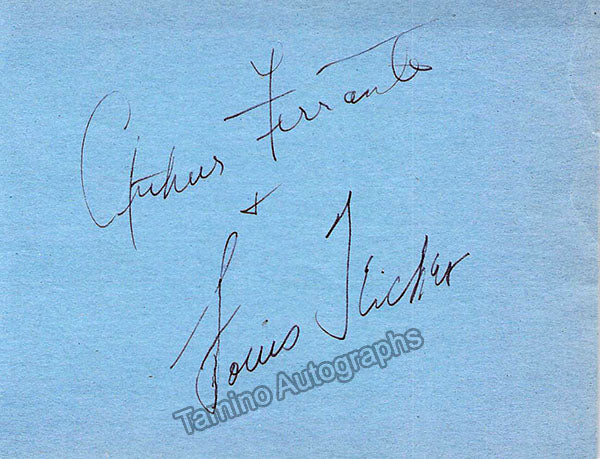 Arthur Ferrante
+
Louis Teicher
Tamino Autographs